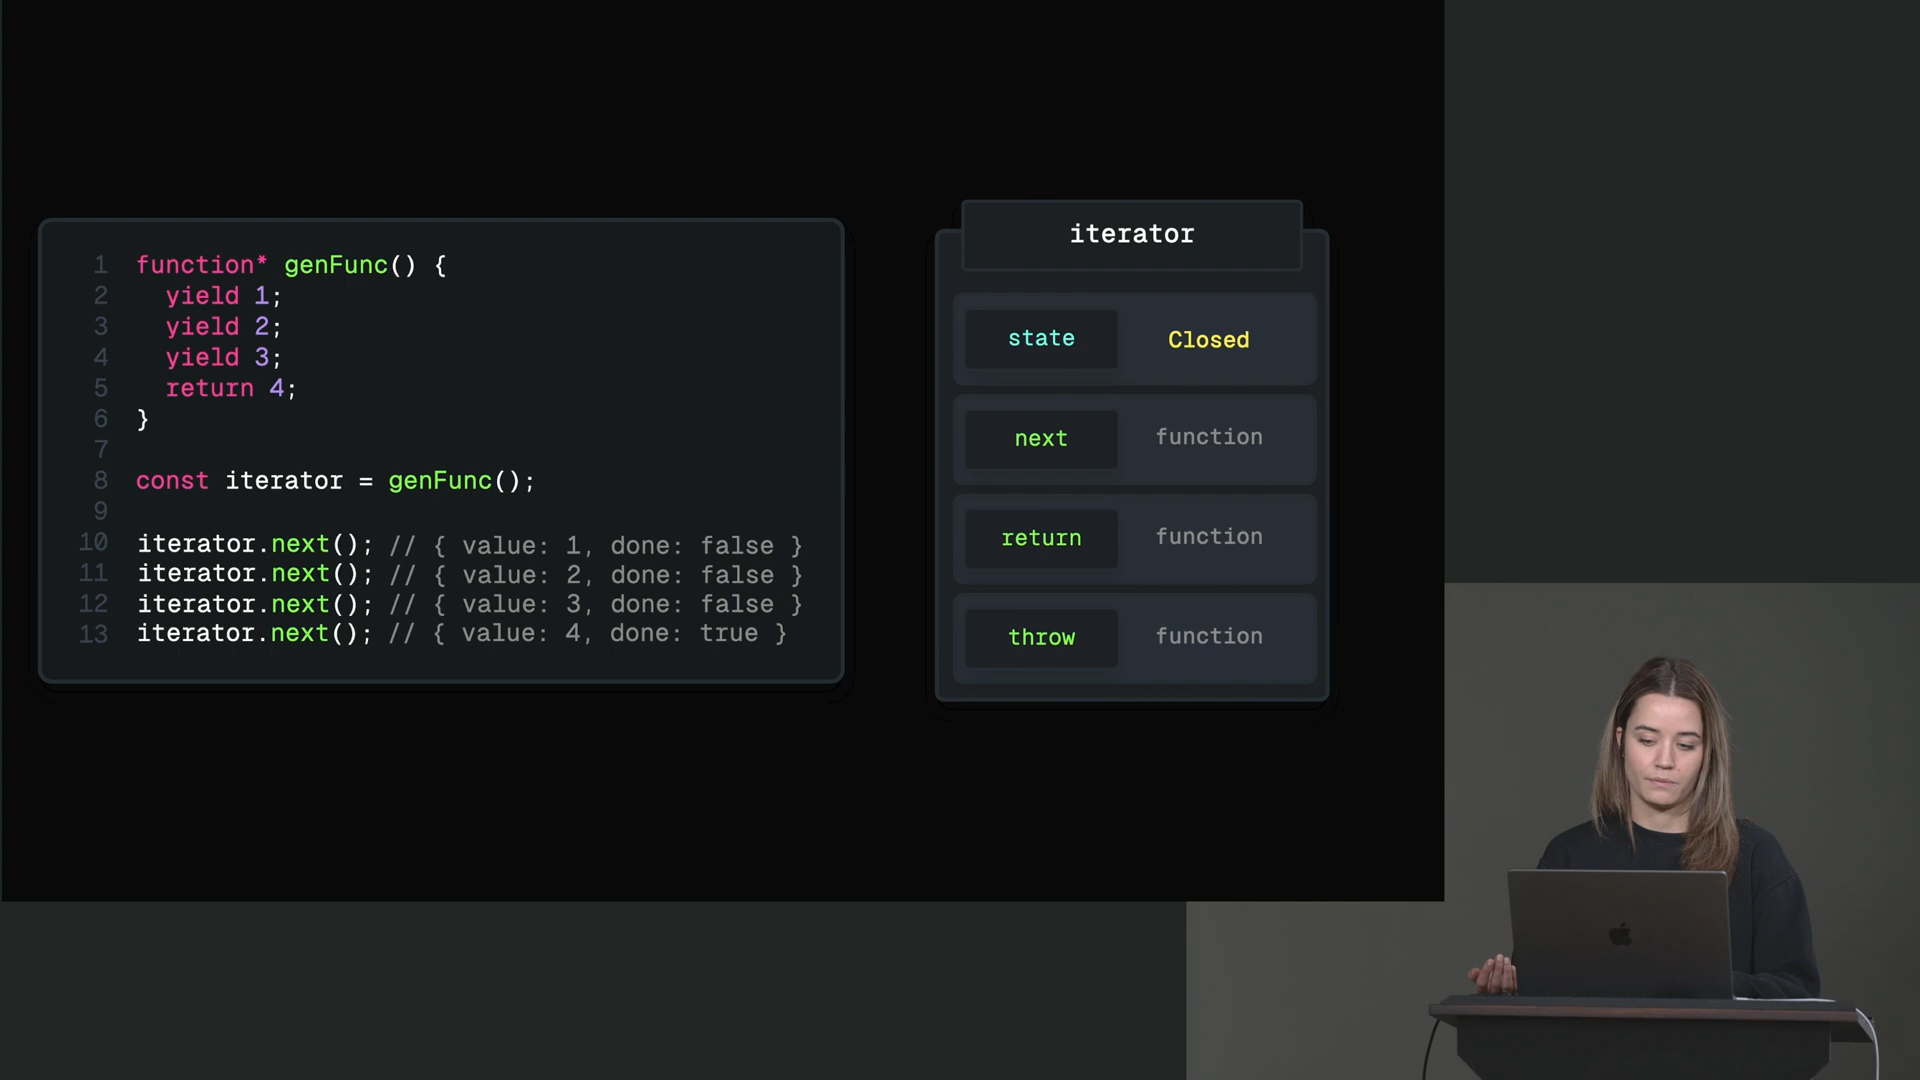 1 function* genFunc() {
2 yield 1;
3 yield 2;
4 yield 3;
5 return 4;
6 }
7
8 const iterator = genFunc();
9
10 iterator.next(); // { value: 1, done: false }
11 iterator.next(); // { value: 2, done: false }
12 iterator.next(); // { value: 3, done: false }
13 iterator.next(); // { value: 4, done: true }
iterator
state Closed
next function
return function
throw function